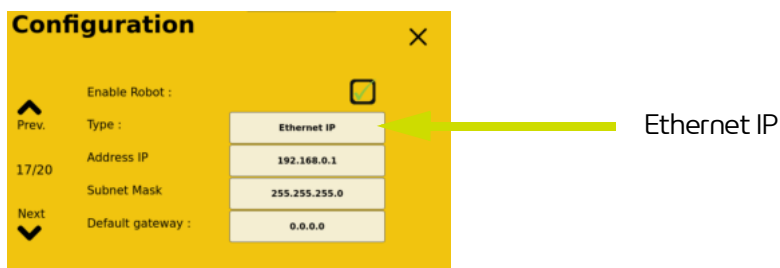 Configuration
Enable Robot :
Prev.
Type :
Ethernet IP
Ethernet IP
17/20
Address IP
192.168.0.1
Subnet Mask
255.255.255.0
Next
Default gateway :
0.0.0.0